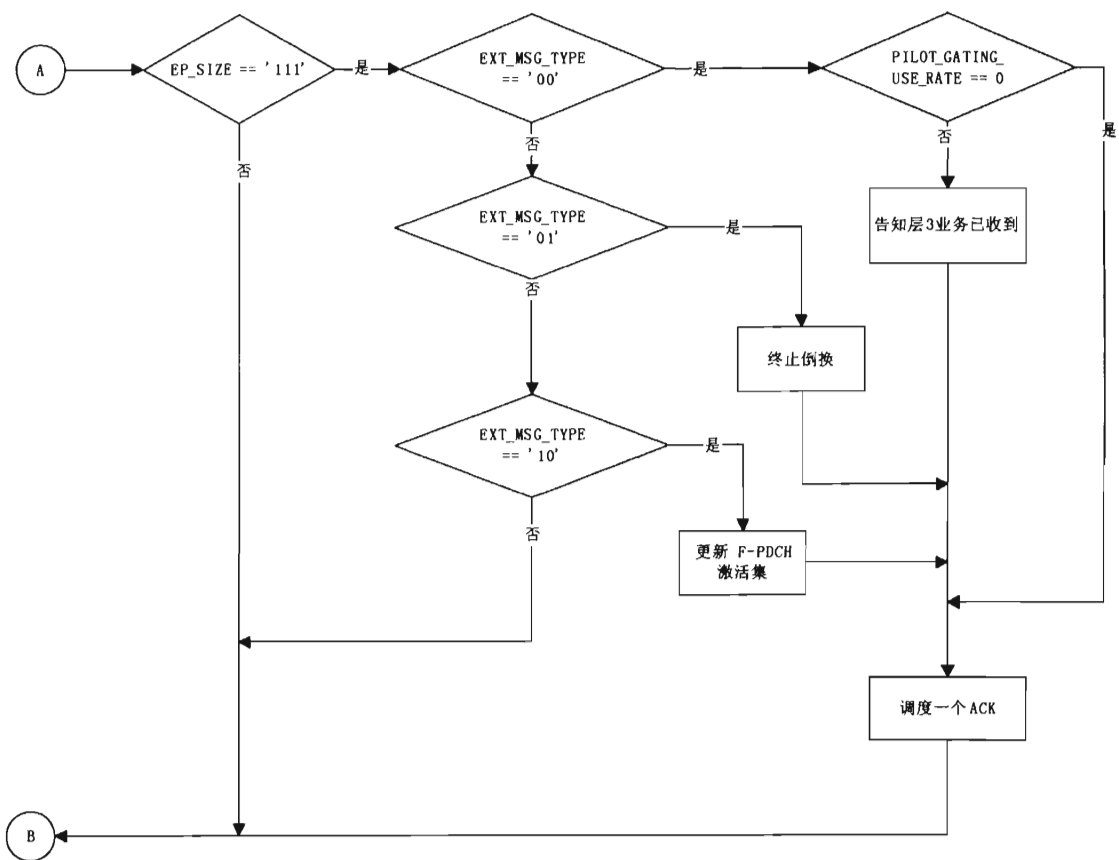 A
EP_SIZE == '111'
是
EXT_MSG_TYPE
== '00'
是
PILOT_GATING_
USE_RATE == 0
是
否
否
否
告知层3业务已收到
EXT_MSG_TYPE
== '01'
是
否
终止倒换
EXT_MSG_TYPE
== '10'
是
否
更新 F-PDCH
激活集
调度一个ACK
B